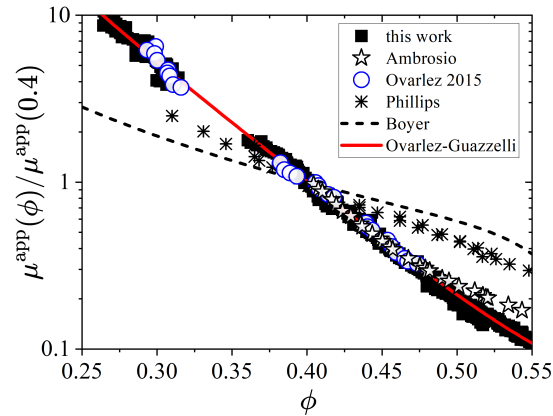 10
1
0.1
μ^app(ϕ)/μ^app(0.4)
this work
Ambrosio
Ovarlez 2015
Phillips
Boyer
Ovarlez-Guazzelli
0.25 0.30 0.35 0.40 0.45 0.50 0.55
ϕ